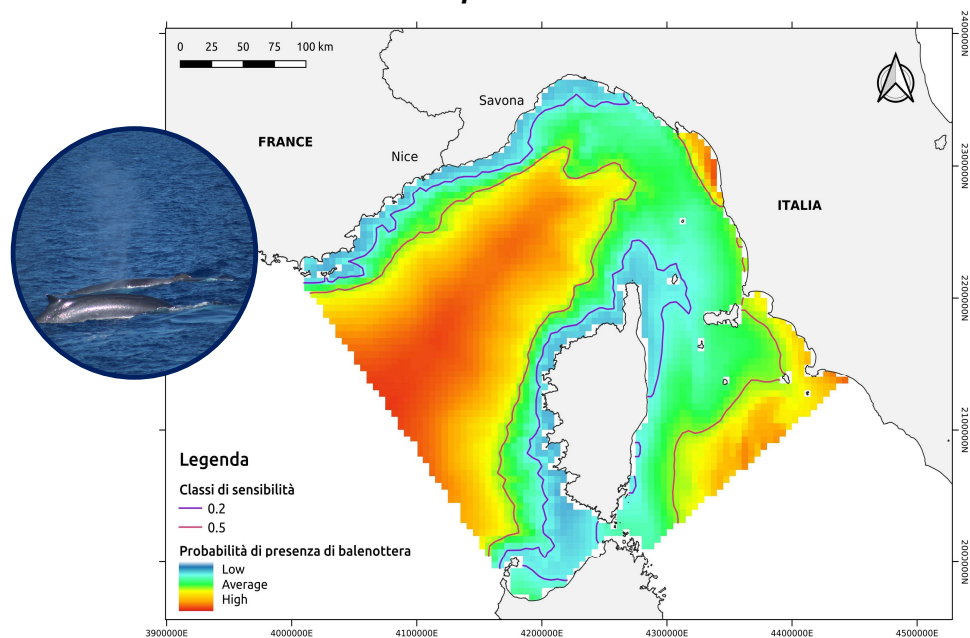 0 25 50 75 100 km
Savona
FRANCE
Nice
ITALIA
Legenda
Classi di sensibilità
0.2
0.5
Probabilità di presenza di balenottera
Low
Average
High
3900000E 4000000E 4100000E 4200000E 4300000E 4400000E 4500000E
2400000N
2300000N
2200000N
2100000N
2000000N